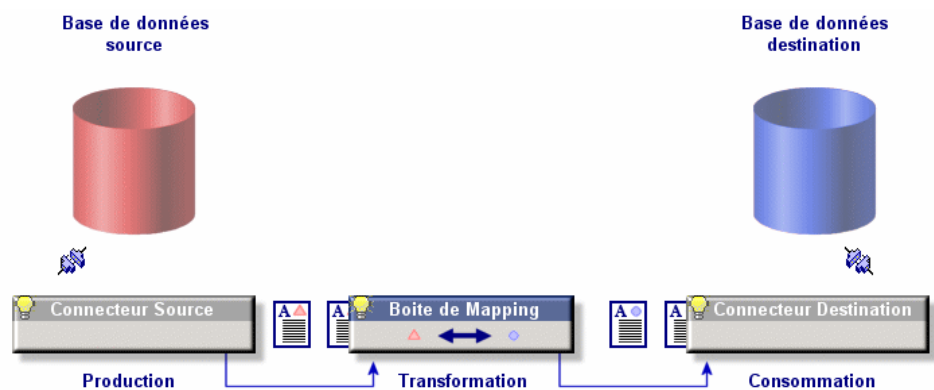 Base de données
source
Base de données
destination
Connecteur Source
A
A
Boite de Mapping
A
A
Connecteur Destination
Production
Transformation
Consommation